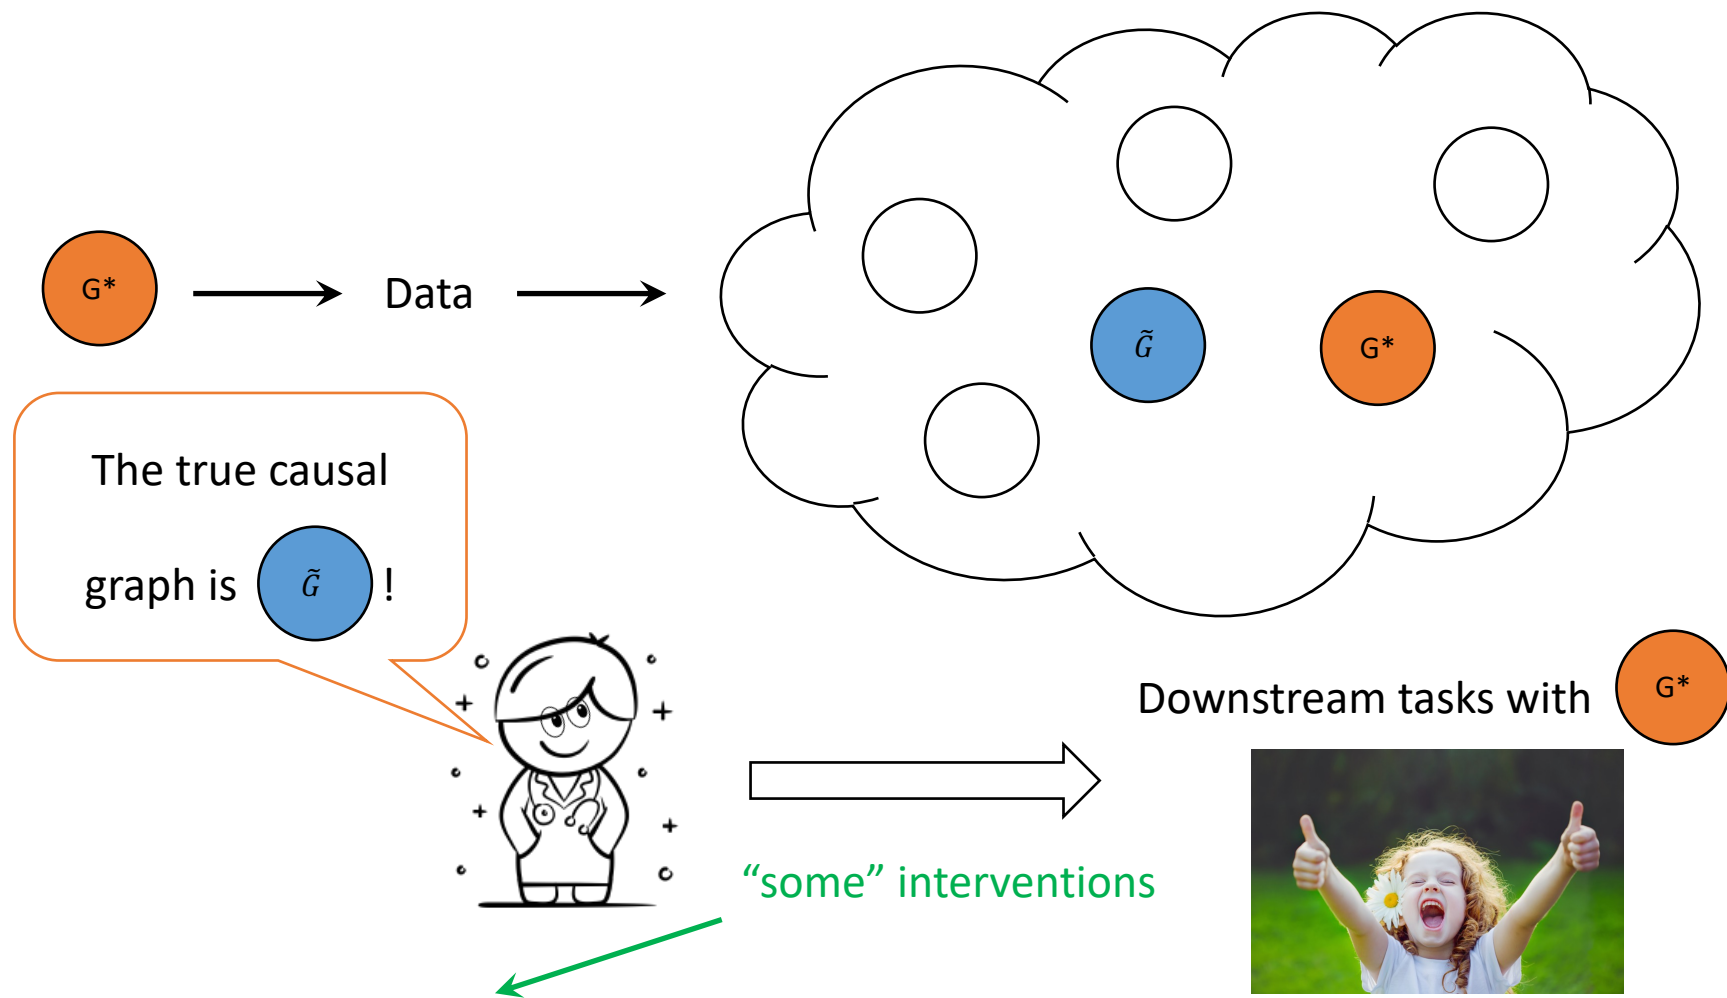 G*
Data
G̃
G*
The true causal
graph is G̃ !
Downstream tasks with G*
“some” interventions